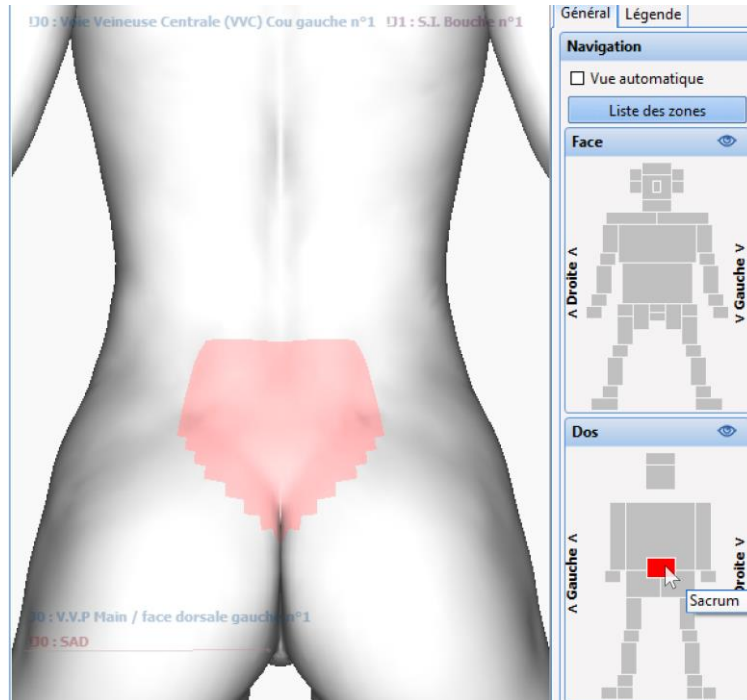 !J0 : Voie Veineuse Centrale (VVC) Cou gauche n°1 !J1 : S.I. Bouche n°1
Général Légende
Navigation
Vue automatique
Liste des zones
Face
< Droite <
> Gauche >
Dos
< Gauche <
Droite >
Sacrum
J0 : V.V.P Main / face dorsale gauche n°1
!J0 : SAD